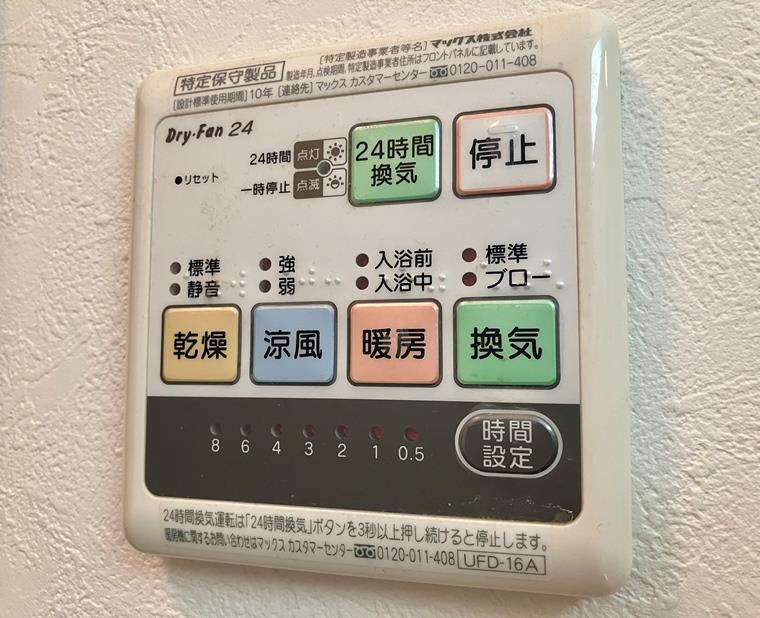 [特定製造事業者等名] マックス株式会社
特定保守製品 製造年月、点検期間、特定製造事業者住所はフロントパネルに記載しています。
[設計標準使用期間] 10年 [連絡先] マックス カスタマーセンター 0120-011-408
Dry・Fan 24
24時間 点灯
一時停止 点滅
リセット
24時間換気
停止
標準
静音
強
弱
入浴前
入浴中
標準
ブロー
乾燥 涼風 暖房 換気
8 6 4 3 2 1 0.5
時間設定
24時間換気運転は「24時間換気」ボタンを3秒以上押し続けると停止します。
暖房機に関するお問い合わせはマックス カスタマーセンター 0120-011-408 UFD-16A